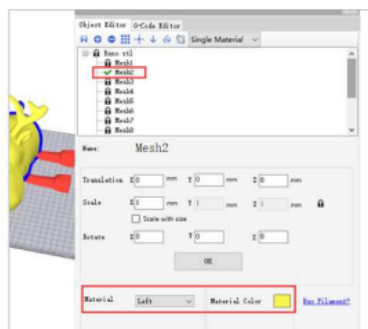 Object Editor G-Code Editor
Single Material
Nano stl
Mesh1
Mesh2
Mesh3
Mesh4
Mesh5
Mesh6
Mesh7
Mesh8
Name: Mesh2
Translation X 0 mm Y 0 mm Z 0 mm
Scale X 1 mm Y 1 mm Z 1 mm
Scale with size
Rotate X 0 Y 0 Z 0
OK
Material Left Material Color Buy Filament?